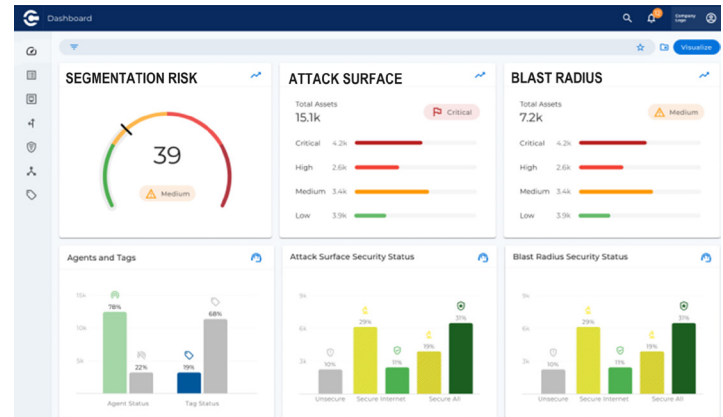 Dashboard
Company
Logo
Visualize
SEGMENTATION RISK
39
Medium
ATTACK SURFACE
Total Assets
15.1k
Critical
Critical 4.2k
High 2.6k
Medium 3.4k
Low 3.9k
BLAST RADIUS
Total Assets
7.2k
Medium
Critical 4.2k
High 2.6k
Medium 3.4k
Low 3.9k
Agents and Tags
15k
10k
5k
78%
22%
19%
68%
Agent Status
Tag Status
Attack Surface Security Status
9k
6k
3k
10%
29%
11%
19%
31%
Unsecure
Secure Internet
Secure All
Blast Radius Security Status
9k
6k
3k
10%
29%
11%
19%
31%
Unsecure
Secure Internet
Secure All